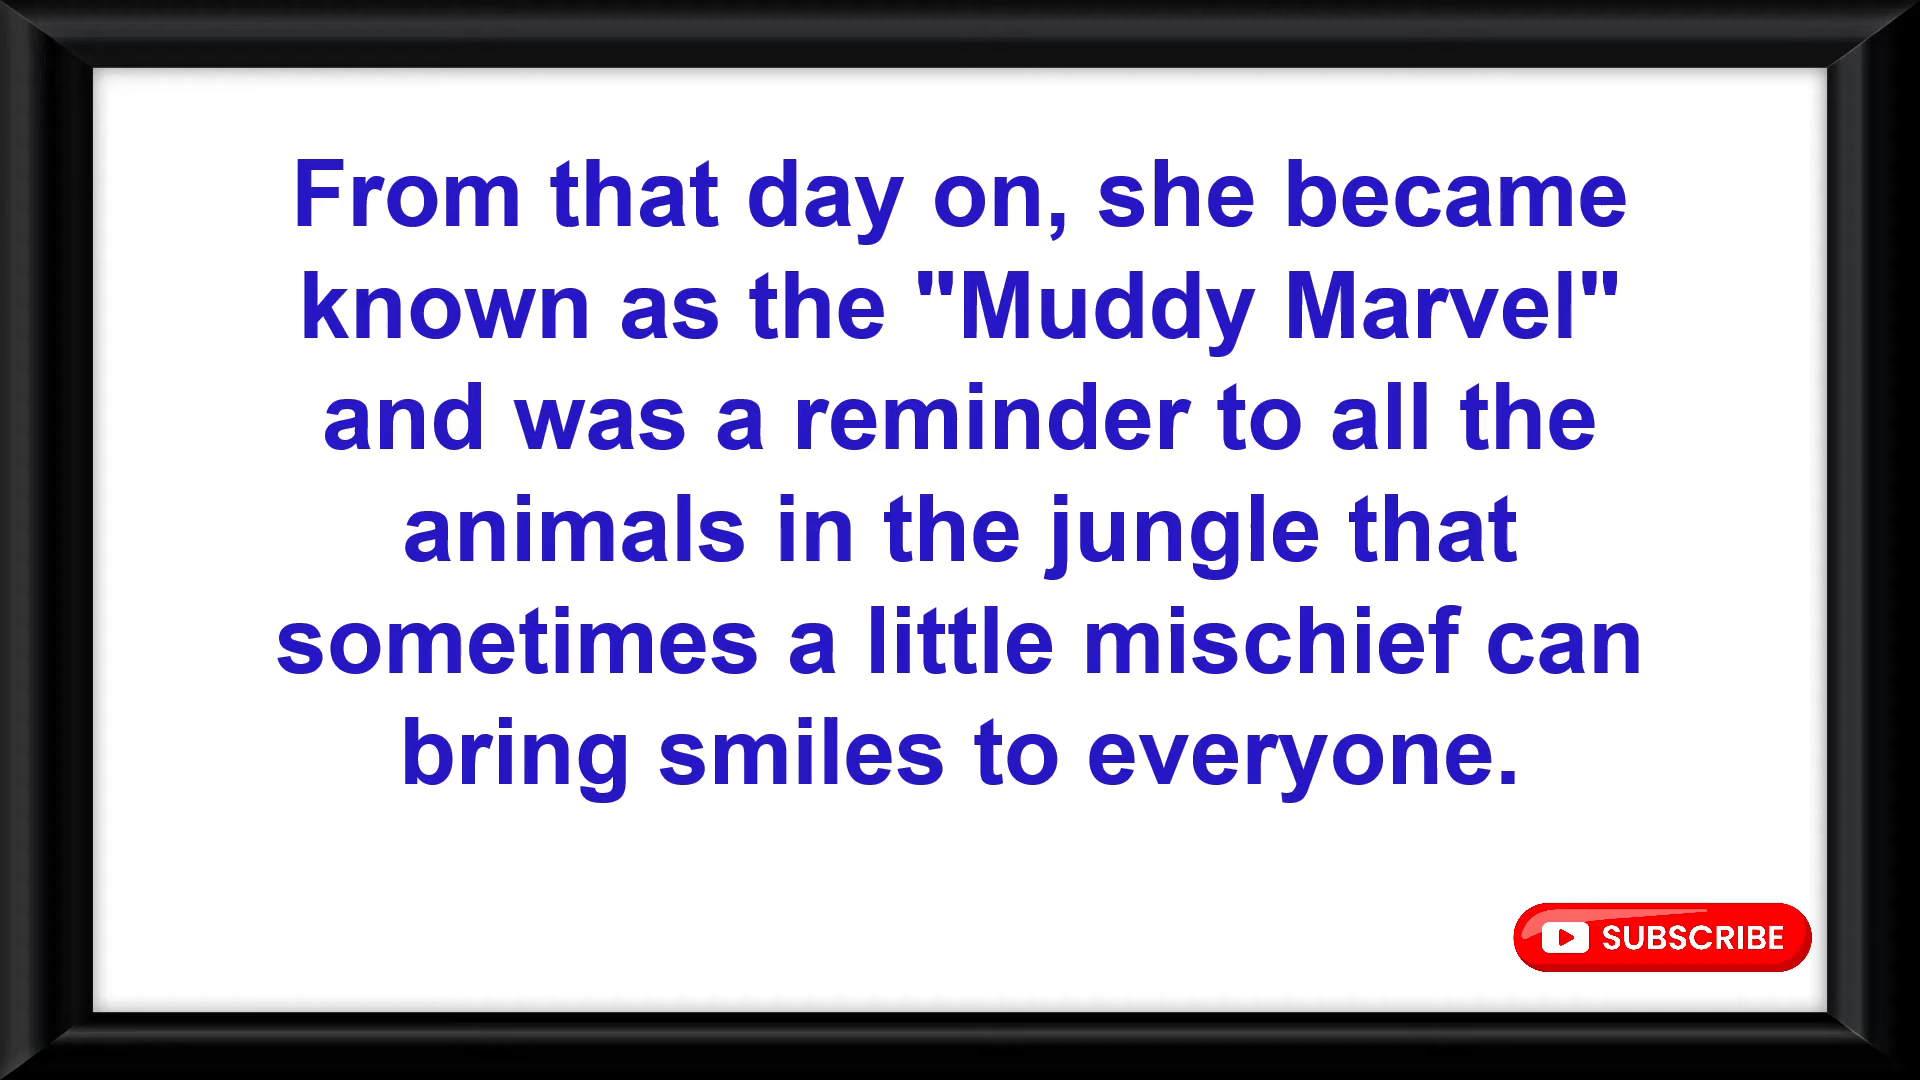 From that day on, she became
known as the "Muddy Marvel"
and was a reminder to all the
animals in the jungle that
sometimes a little mischief can
bring smiles to everyone.
SUBSCRIBE